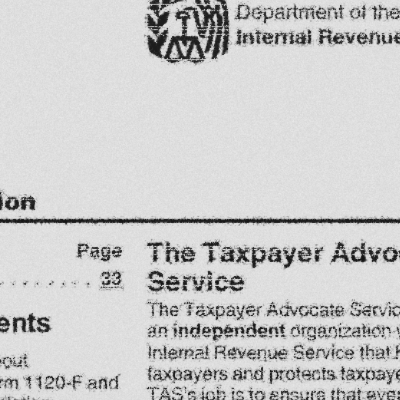 Department of the
Internal Revenue
ion
Page
33
ents
out
rm 1120-F and
The Taxpayer Advo
Service
The Taxpayer Advocate Servic
an independent organization
Internal Revenue Service that
taxpayers and protects taxpaye
TAS's job is to ensure that eve